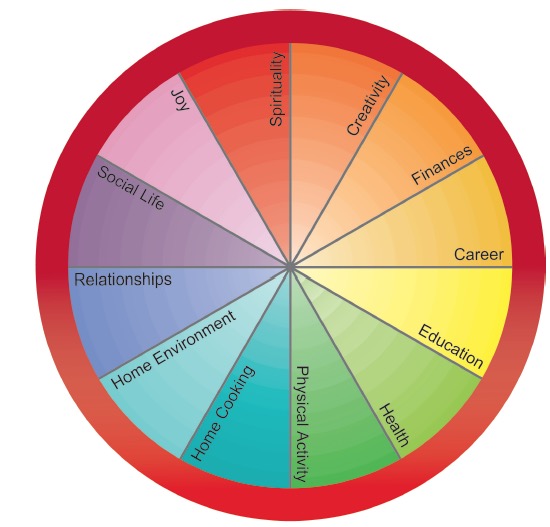 Spirituality
Creativity
Finances
Career
Education
Health
Physical Activity
Home Cooking
Home Environment
Relationships
Social Life
Joy